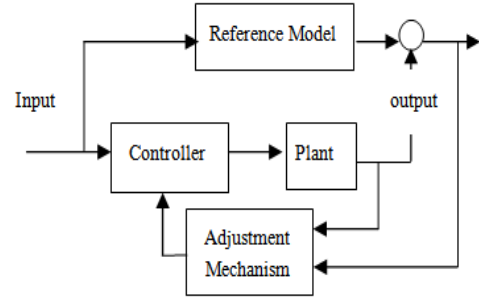 Reference Model
Input
output
Controller
Plant
Adjustment
Mechanism